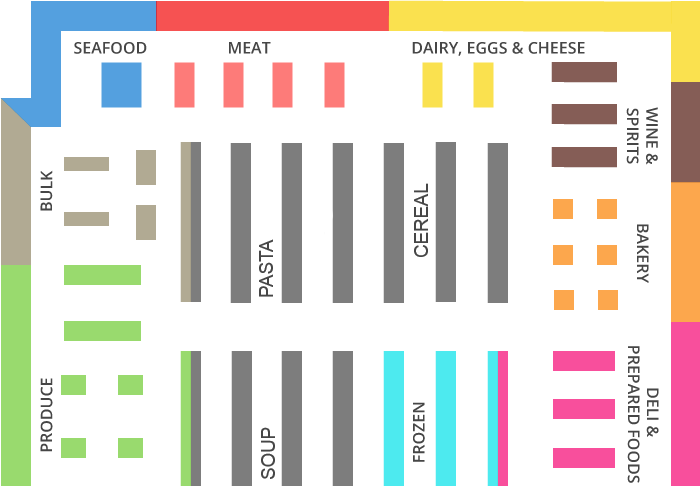 SEAFOOD
MEAT
DAIRY, EGGS & CHEESE
WINE &
SPIRITS
BULK
PASTA
CEREAL
BAKERY
PRODUCE
SOUP
FROZEN
DELI &
PREPARED FOODS